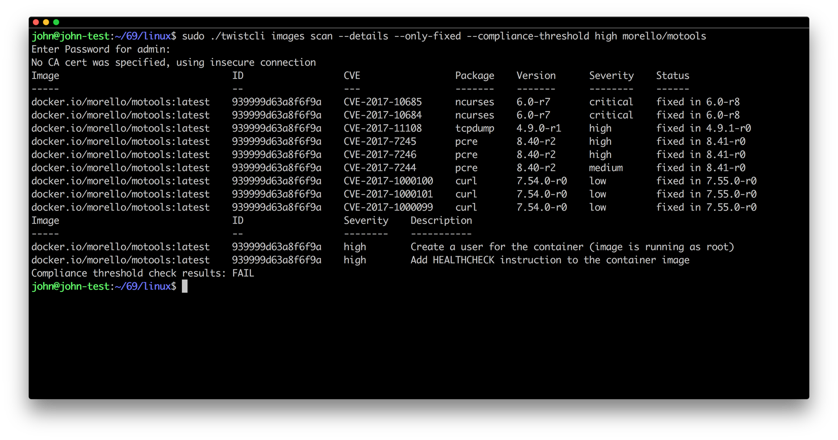 john@john-test:~/69/linux$ sudo ./twistcli images scan --details --only-fixed --compliance-threshold high morello/motools
Enter Password for admin:
No CA cert was specified, using insecure connection
Image ID CVE Package Version Severity Status
----- -- --- ------- ------- -------- ------
docker.io/morello/motools:latest 939999d63a8f6f9a CVE-2017-10685 ncurses 6.0-r7 critical fixed in 6.0-r8
docker.io/morello/motools:latest 939999d63a8f6f9a CVE-2017-10684 ncurses 6.0-r7 critical fixed in 6.0-r8
docker.io/morello/motools:latest 939999d63a8f6f9a CVE-2017-11108 tcpdump 4.9.0-r1 high fixed in 4.9.1-r0
docker.io/morello/motools:latest 939999d63a8f6f9a CVE-2017-7245 pcre 8.40-r2 high fixed in 8.41-r0
docker.io/morello/motools:latest 939999d63a8f6f9a CVE-2017-7246 pcre 8.40-r2 high fixed in 8.41-r0
docker.io/morello/motools:latest 939999d63a8f6f9a CVE-2017-7244 pcre 8.40-r2 medium fixed in 8.41-r0
docker.io/morello/motools:latest 939999d63a8f6f9a CVE-2017-1000100 curl 7.54.0-r0 low fixed in 7.55.0-r0
docker.io/morello/motools:latest 939999d63a8f6f9a CVE-2017-1000101 curl 7.54.0-r0 low fixed in 7.55.0-r0
docker.io/morello/motools:latest 939999d63a8f6f9a CVE-2017-1000099 curl 7.54.0-r0 low fixed in 7.55.0-r0
Image ID Severity Description
----- -- -------- -----------
docker.io/morello/motools:latest 939999d63a8f6f9a high Create a user for the container (image is running as root)
docker.io/morello/motools:latest 939999d63a8f6f9a high Add HEALTHCHECK instruction to the container image
Compliance threshold check results: FAIL
john@john-test:~/69/linux$